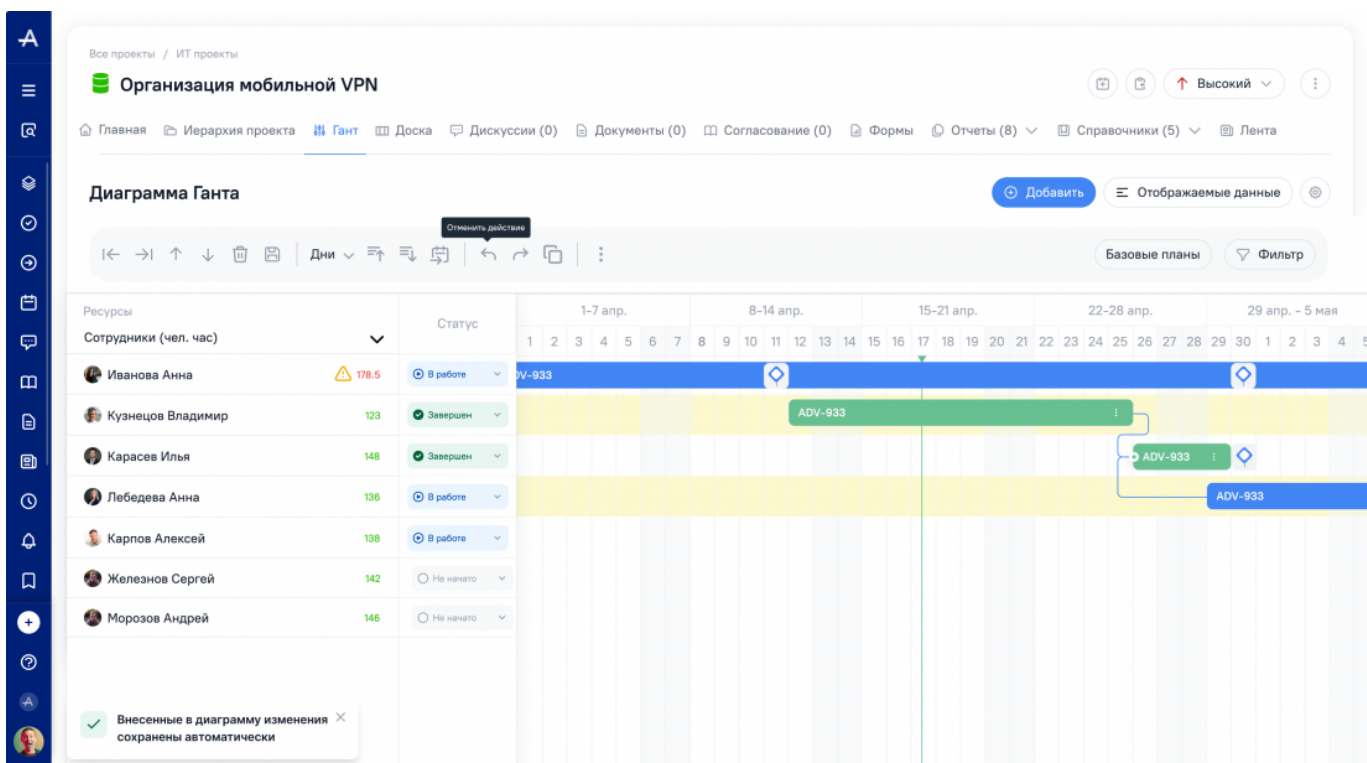 Все проекты / ИТ проекты
Организация мобильной VPN
Высокий
Главная Иерархия проекта Гант Доска Дискуссии (0) Документы (0) Согласование (0) Формы Отчеты (8) Справочники (5) Лента
Диаграмма Ганта
Добавить Отображаемые данные
Отменить действие
Дни Базовые планы Фильтр
Ресурсы Статус 1-7 апр. 8-14 апр. 15-21 апр. 22-28 апр. 29 апр. - 5 мая
Сотрудники (чел. час)
1 2 3 4 5 6 7 8 9 10 11 12 13 14 15 16 17 18 19 20 21 22 23 24 25 26 27 28 29 30 1 2 3 4 5
Иванова Анна 178.5 В работе DV-933
Кузнецов Владимир 123 Завершен ADV-933
Карасев Илья 148 Завершен ADV-933
Лебедева Анна 136 В работе ADV-933
Карпов Алексей 138 В работе
Железнов Сергей 142 Не начато
Морозов Андрей 146 Не начато
Внесенные в диаграмму изменения
сохранены автоматически